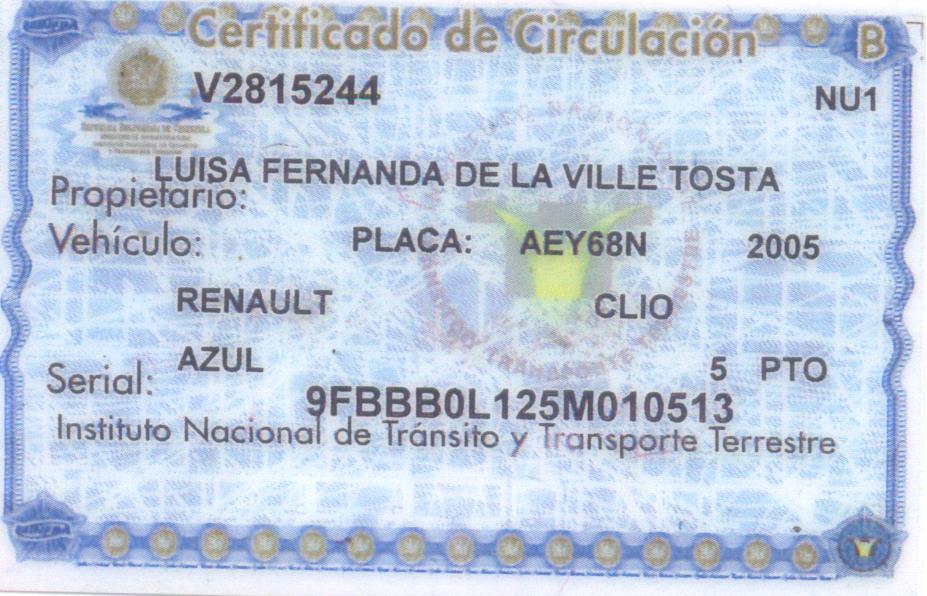 Certificado de Circulación
B
V2815244
NU1
LUISA FERNANDA DE LA VILLE TOSTA
Propietario:
Vehículo: PLACA: AEY68N 2005
RENAULT CLIO
AZUL 5 PTO
Serial: 9FBBB0L125M010513
Instituto Nacional de Tránsito y Transporte Terrestre